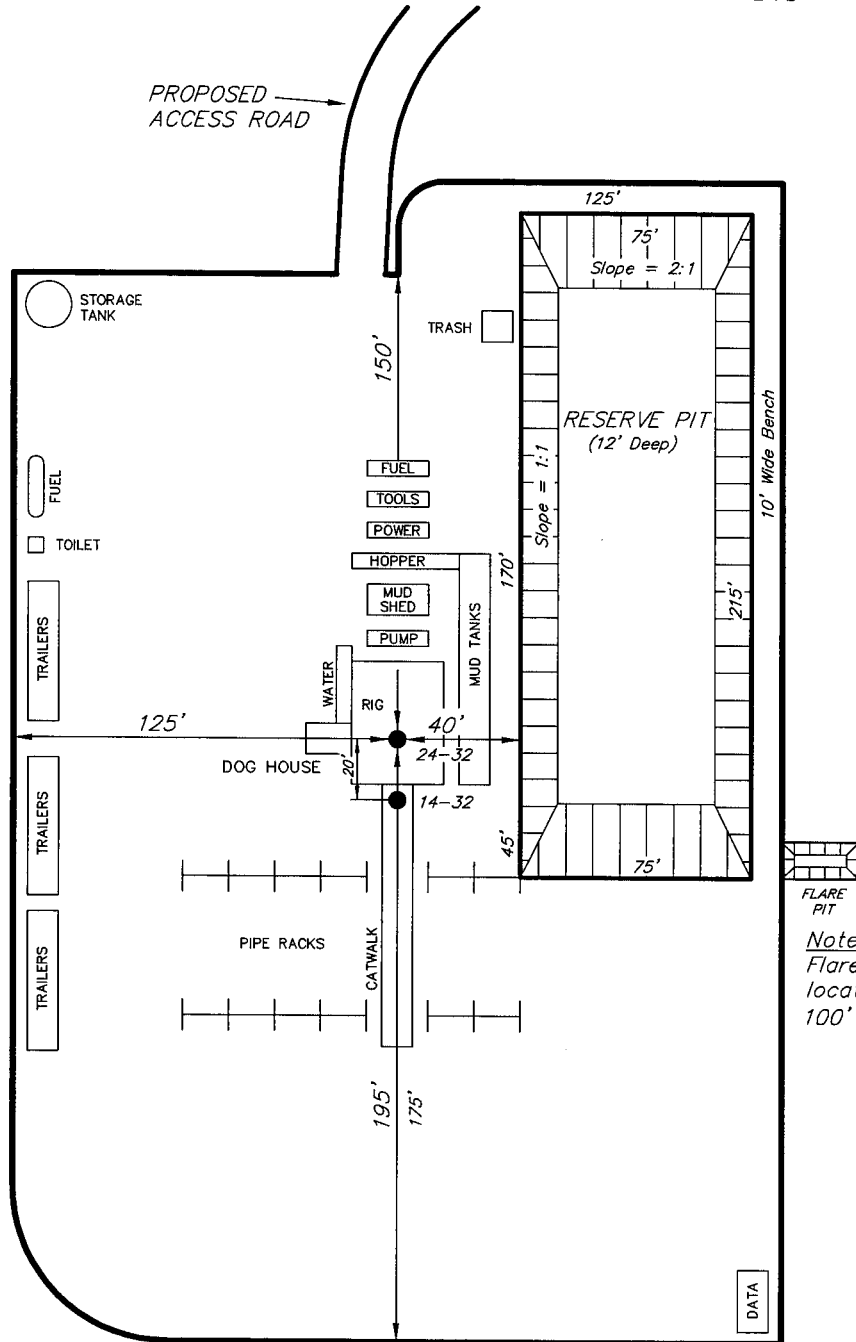 PROPOSED
ACCESS ROAD
125'
75'
Slope = 2:1
STORAGE
TANK
TRASH
150'
RESERVE PIT
(12' Deep)
10' Wide Bench
Slope = 1:1
FUEL
FUEL
TOOLS
POWER
TOILET
HOPPER
170'
MUD
SHED
215'
TRAILERS
MUD TANKS
PUMP
WATER
RIG
125'
40'
24-32
DOG HOUSE
20'
14-32
TRAILERS
45'
75'
FLARE
PIT
PIPE RACKS
CATWALK
TRAILERS
Note
Flare
locat
100'
195'
175'
DATA